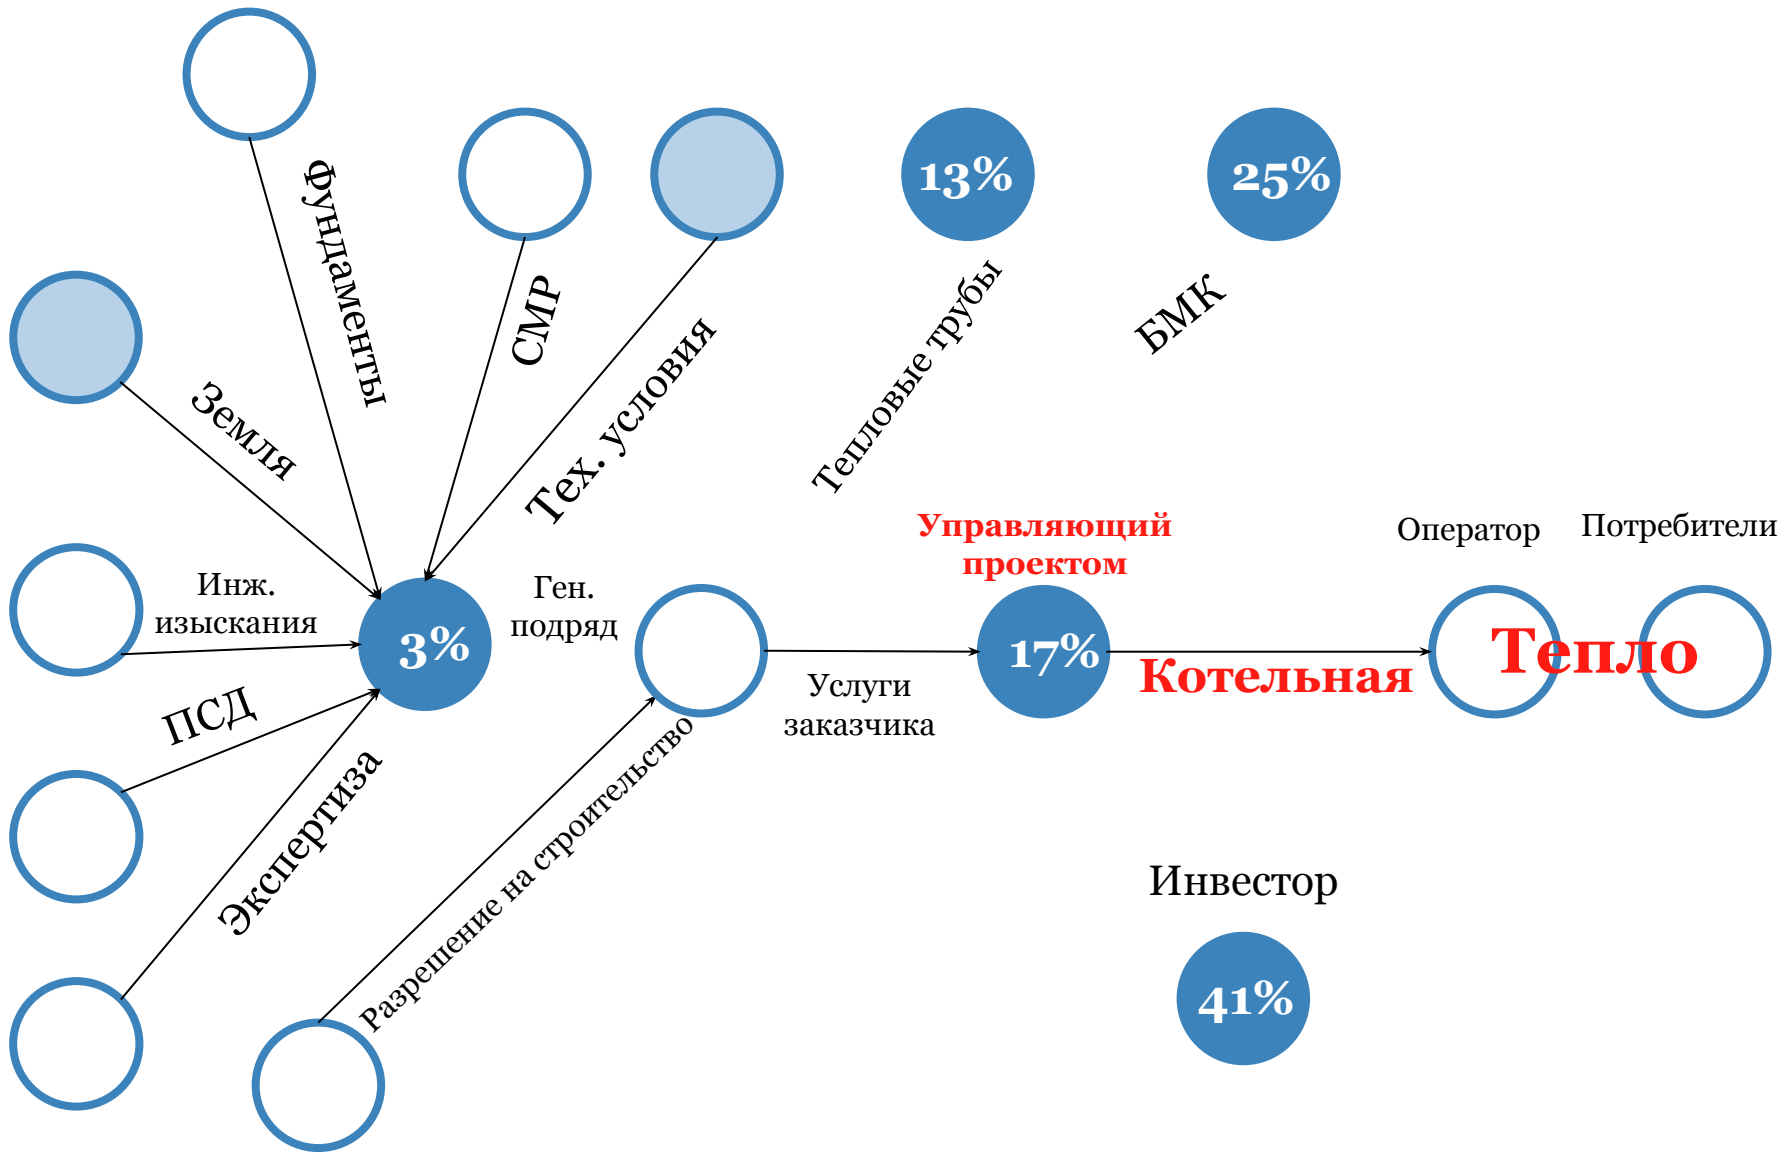 Фундаменты
СМР
Тех. условия
13%
Тепловые трубы
25%
БМК
Земля
Инж.
изыскания
3%
Ген.
подряд
ПСД
Экспертиза
Разрешение на строительство
Услуги
заказчика
Управляющий
проектом
17%
Котельная
Оператор
Потребители
Тепло
Инвестор
41%